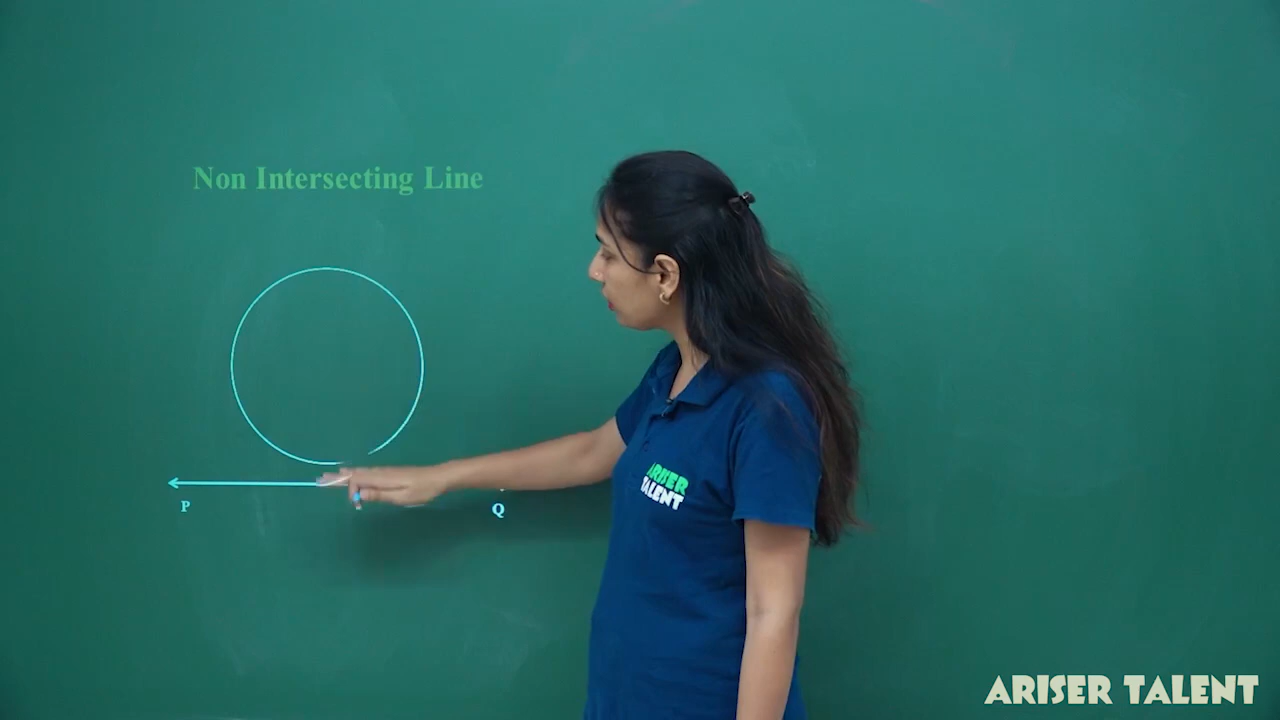 Non Intersecting Line
P
Q
ARISER
TALENT
ARISER TALENT